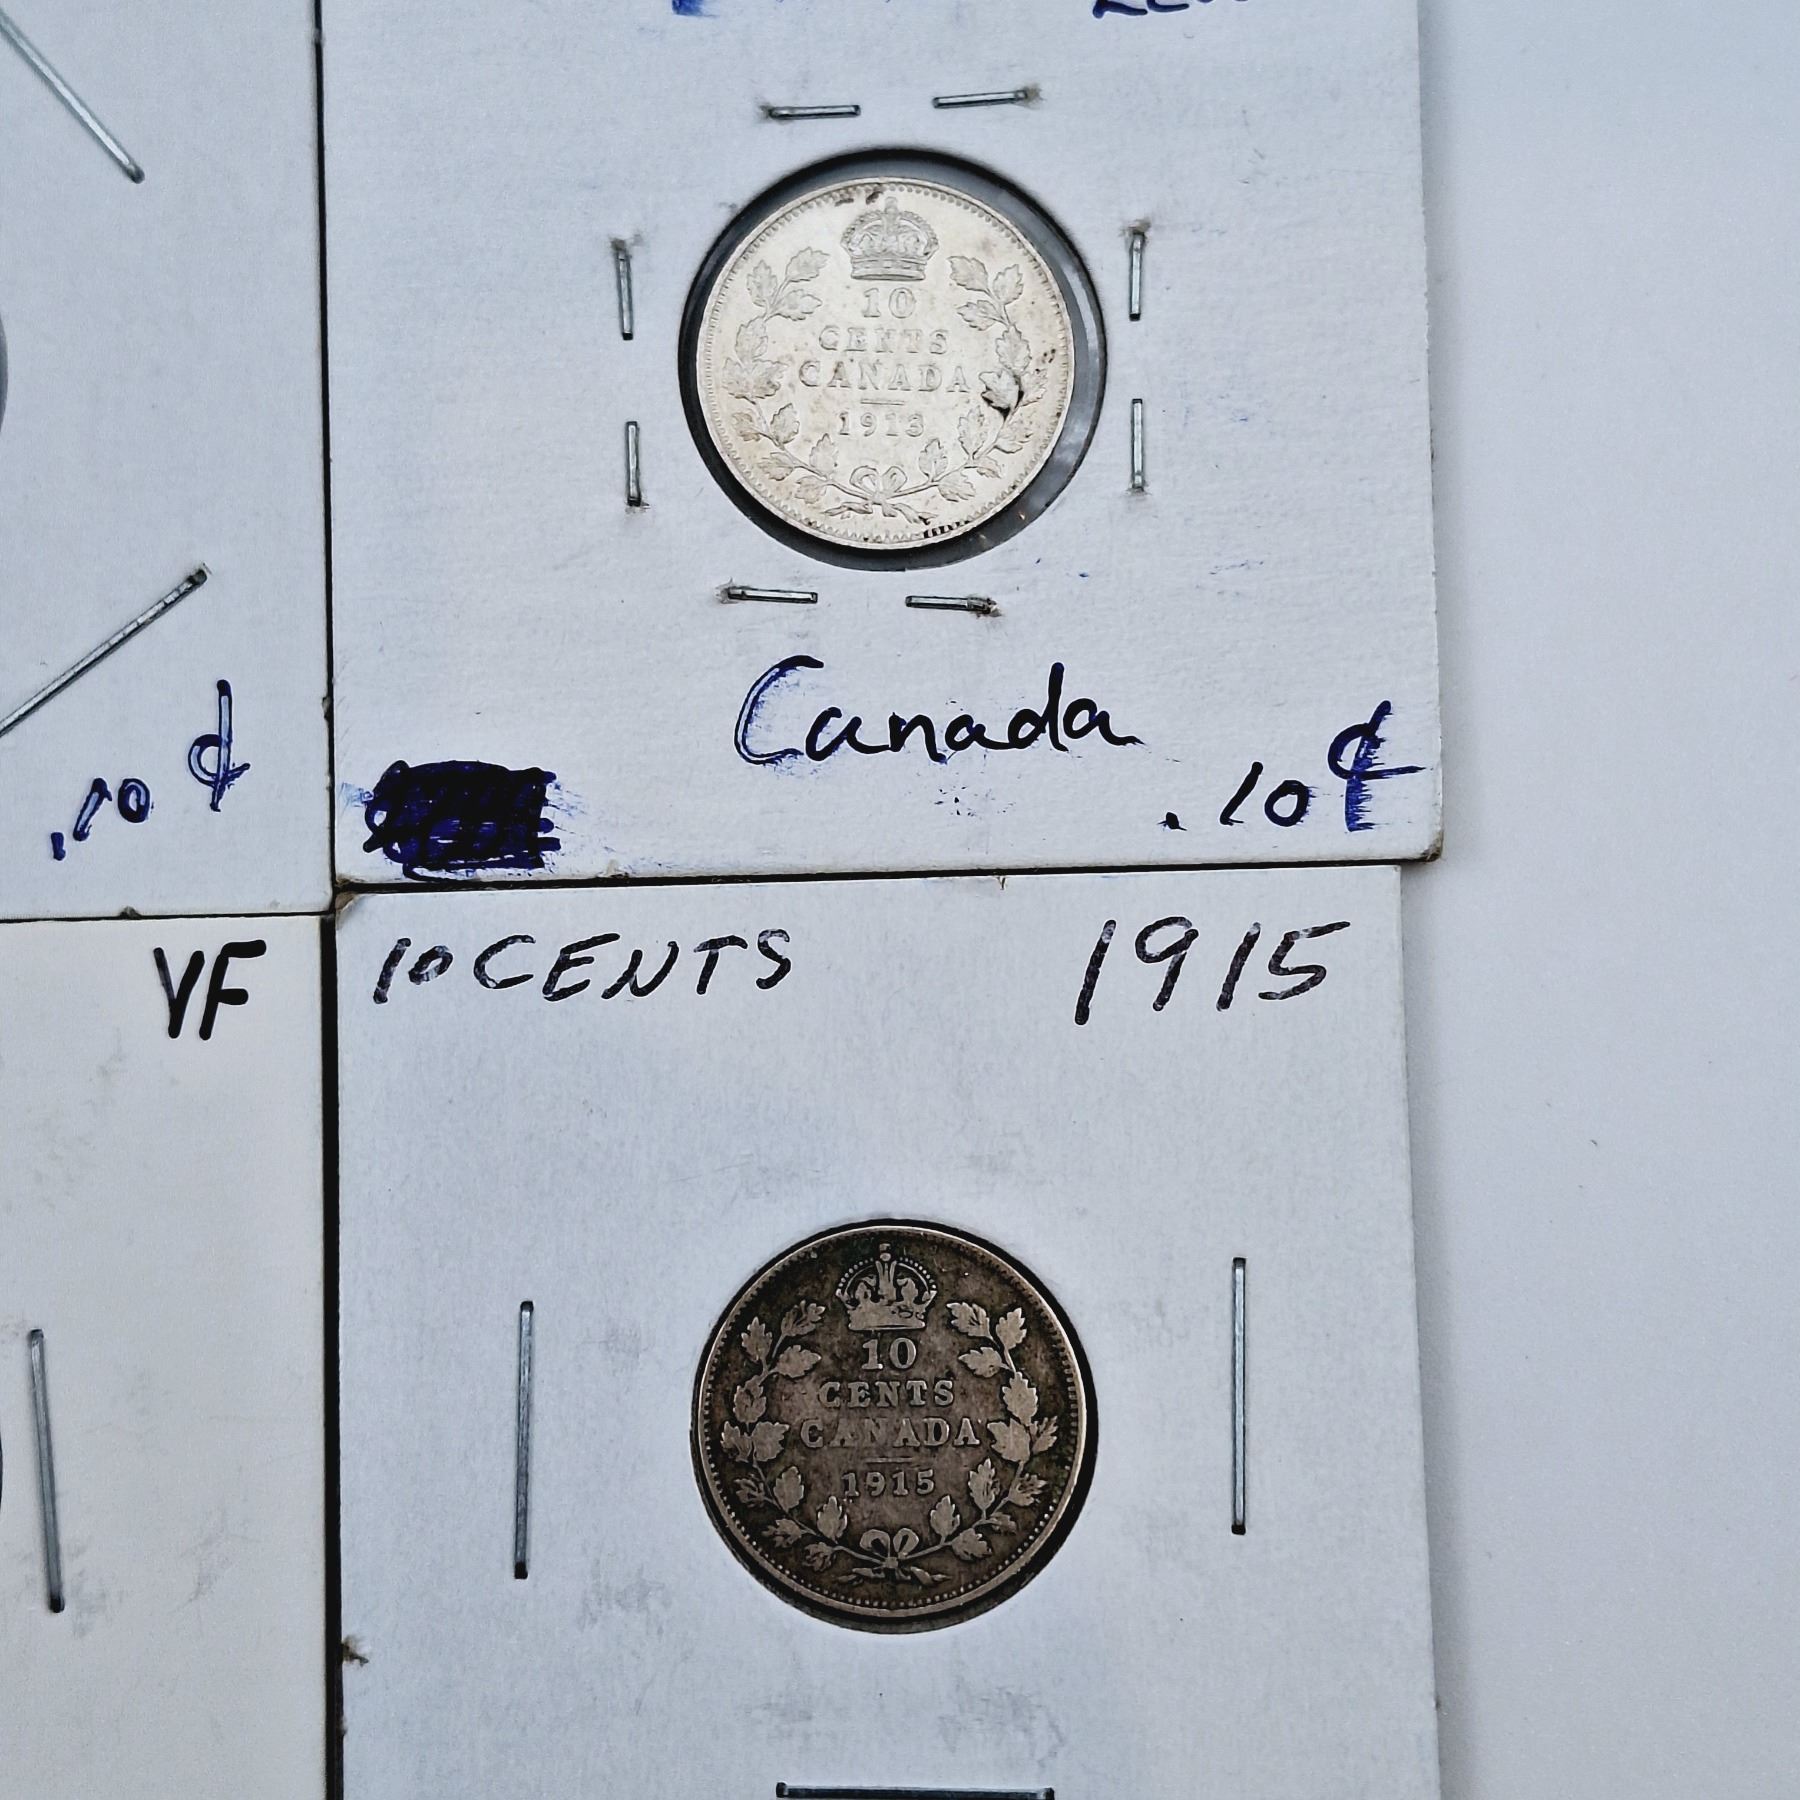 10
CENTS
CANADA
1913
Canada
.10¢
.10¢
VF
10 CENTS 1915
10
CENTS
CANADA
1915